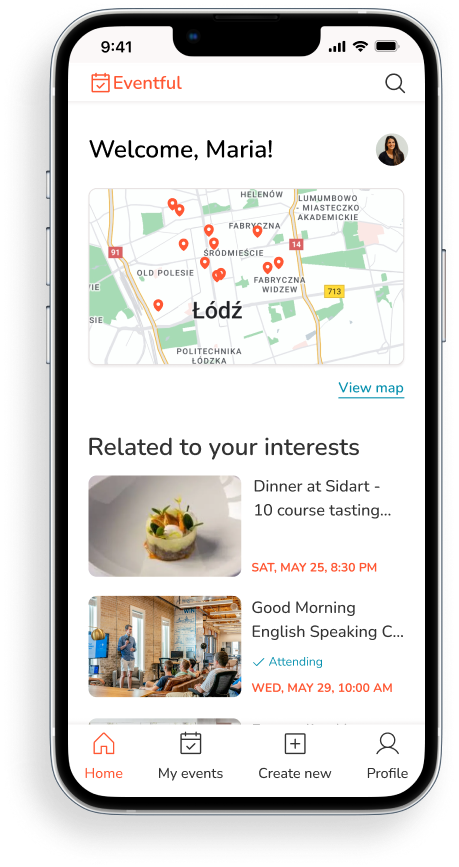 9:41
Eventful
Welcome, Maria!
HELENÓW
LUMUMBOWO
- MIASTECZKO
AKADEMICKIE
FABRYCZNA
14
91
ŚRÓDMIEŚCIE
OLD POLESIE
FABRYCZNA
WIDZEW
713
VIE
SIE
Łódź
POLITECHNIKA
ŁÓDZKA
View map
Related to your interests
Dinner at Sidart -
10 course tasting...
SAT, MAY 25, 8:30 PM
Good Morning
English Speaking C...
Attending
WED, MAY 29, 10:00 AM
Home
My events
Create new
Profile